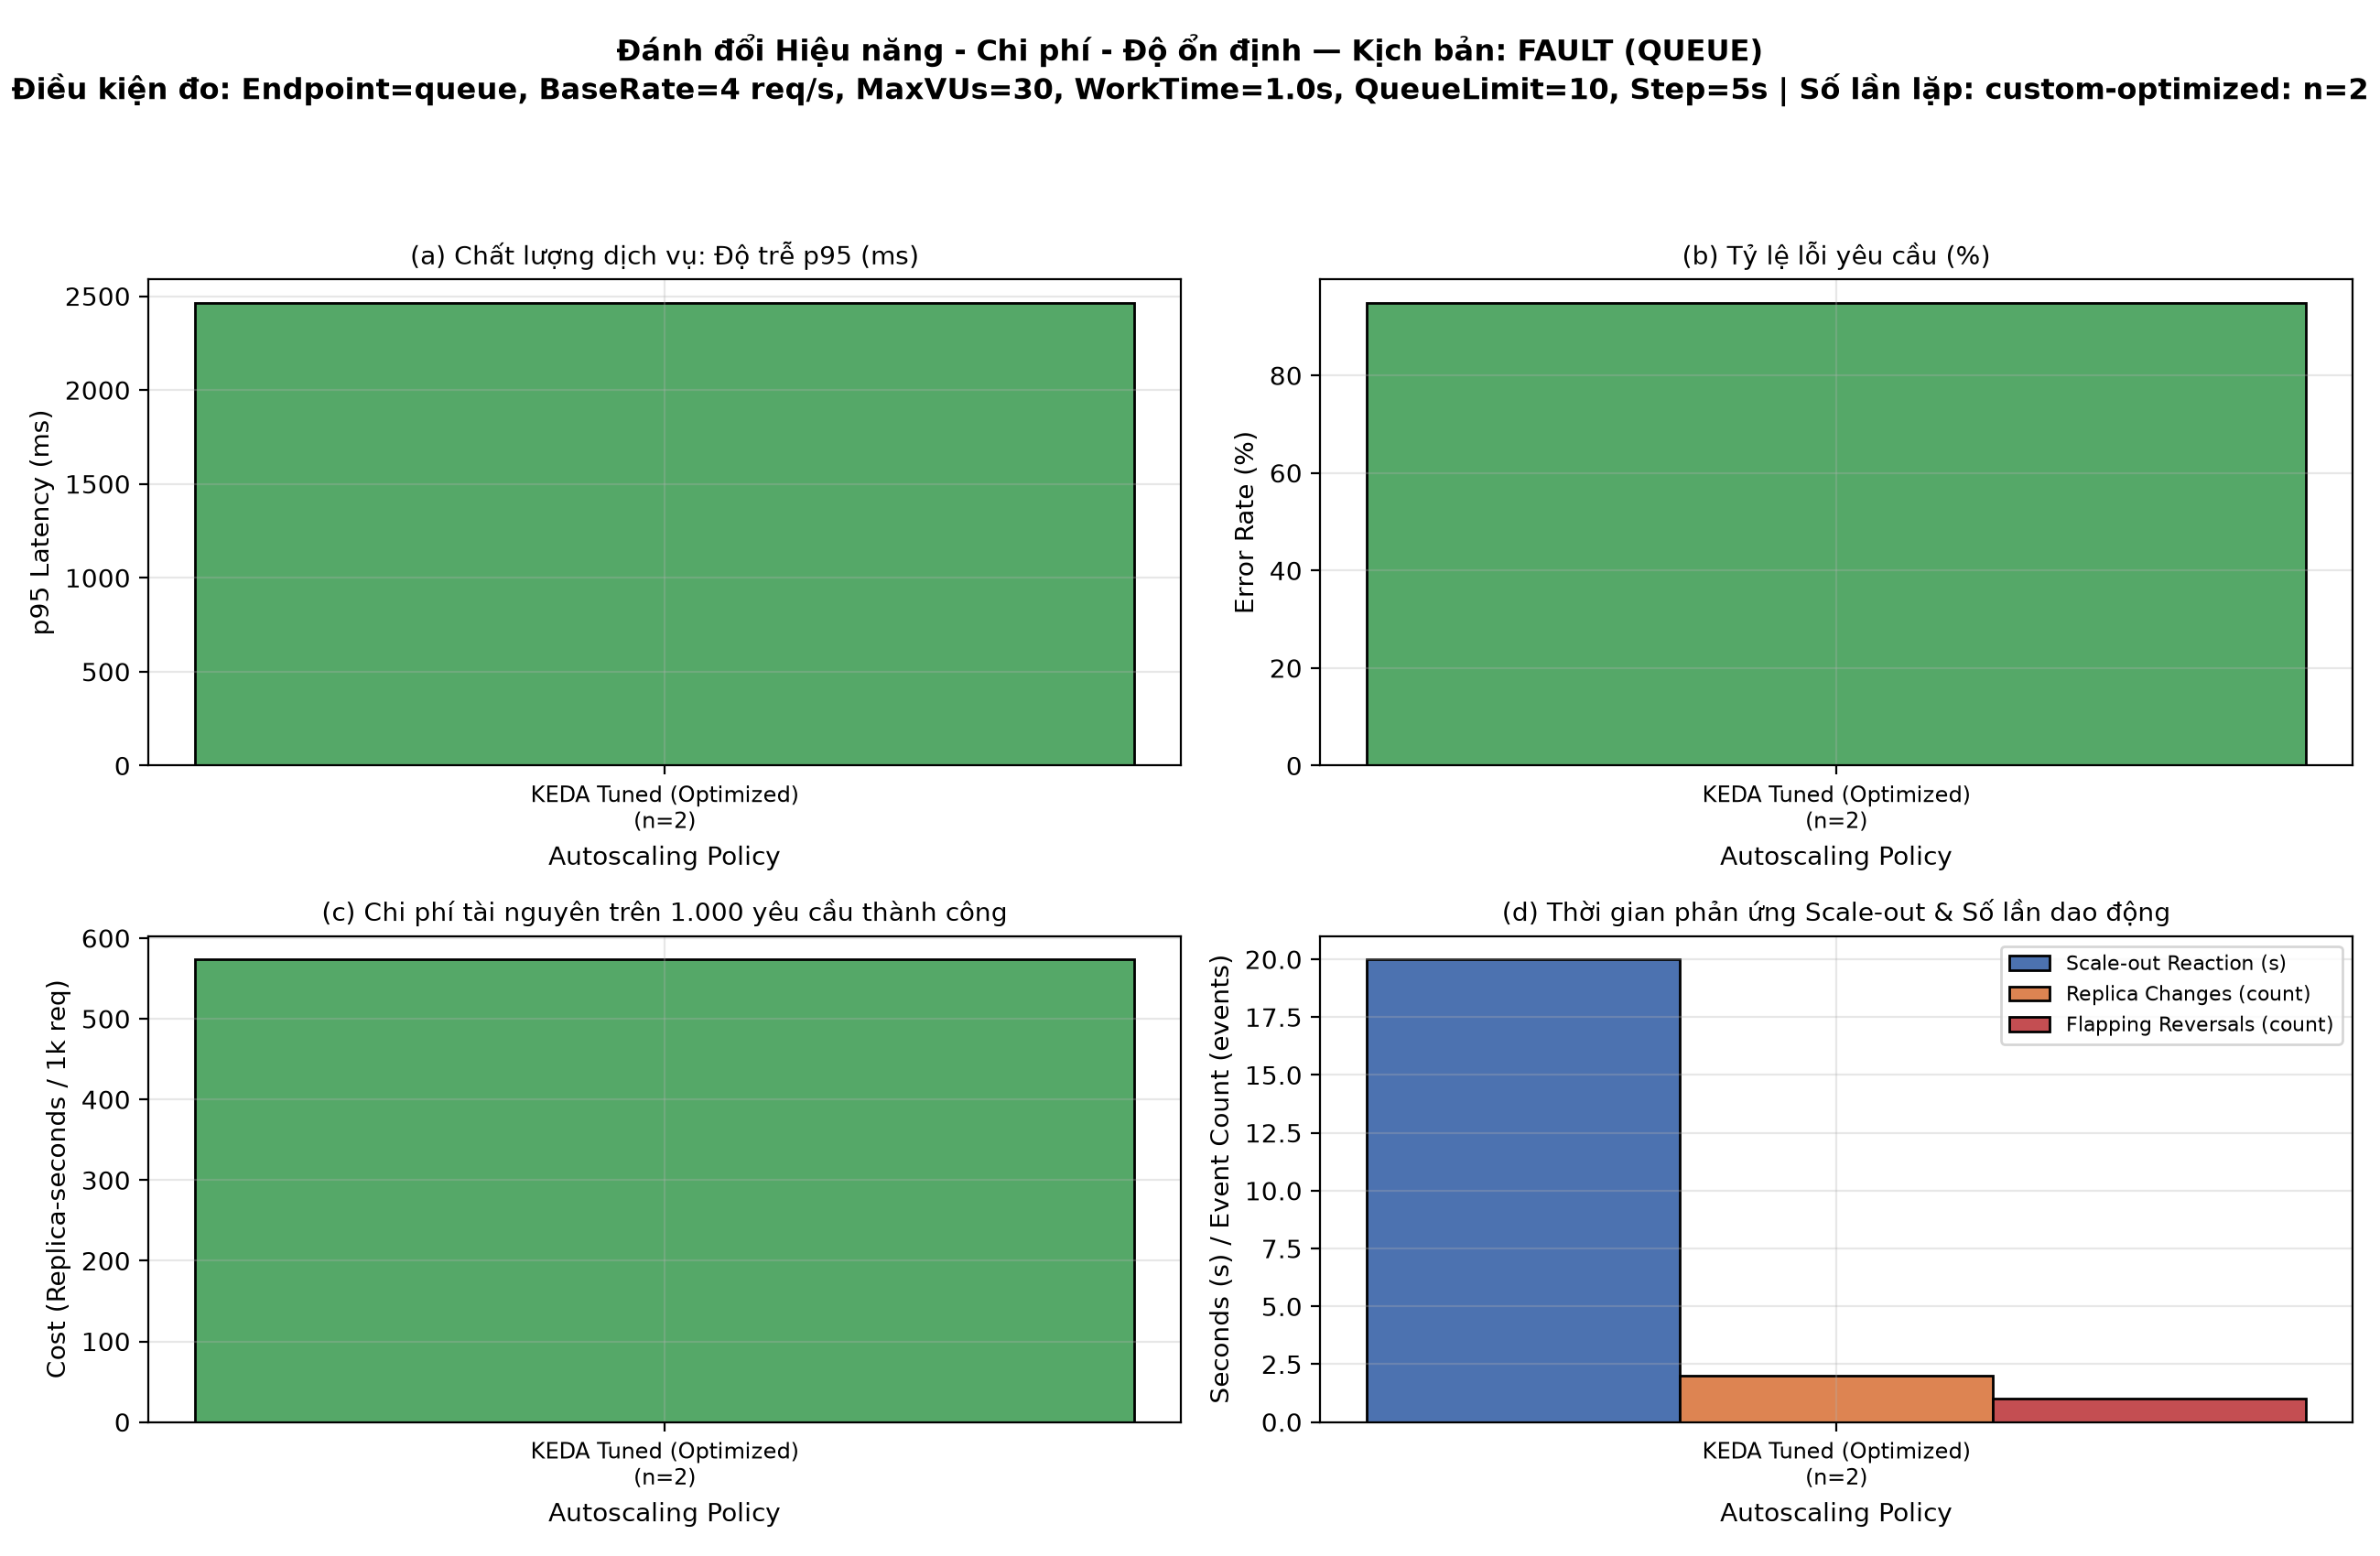 Đánh đổi Hiệu năng - Chi phí - Độ ổn định — Kịch bản: FAULT (QUEUE)
Điều kiện đo: Endpoint=queue, BaseRate=4 req/s, MaxVUs=30, WorkTime=1.0s, QueueLimit=10, Step=5s | Số lần lặp: custom-optimized: n=2
(a) Chất lượng dịch vụ: Độ trễ p95 (ms)
p95 Latency (ms)
2500
2000
1500
1000
500
0
KEDA Tuned (Optimized)
(n=2)
Autoscaling Policy
(b) Tỷ lệ lỗi yêu cầu (%)
Error Rate (%)
80
60
40
20
0
KEDA Tuned (Optimized)
(n=2)
Autoscaling Policy
(c) Chi phí tài nguyên trên 1.000 yêu cầu thành công
Cost (Replica-seconds / 1k req)
600
500
400
300
200
100
0
KEDA Tuned (Optimized)
(n=2)
Autoscaling Policy
(d) Thời gian phản ứng Scale-out & Số lần dao động
Seconds (s) / Event Count (events)
20.0
17.5
15.0
12.5
10.0
7.5
5.0
2.5
0.0
Scale-out Reaction (s)
Replica Changes (count)
Flapping Reversals (count)
KEDA Tuned (Optimized)
(n=2)
Autoscaling Policy